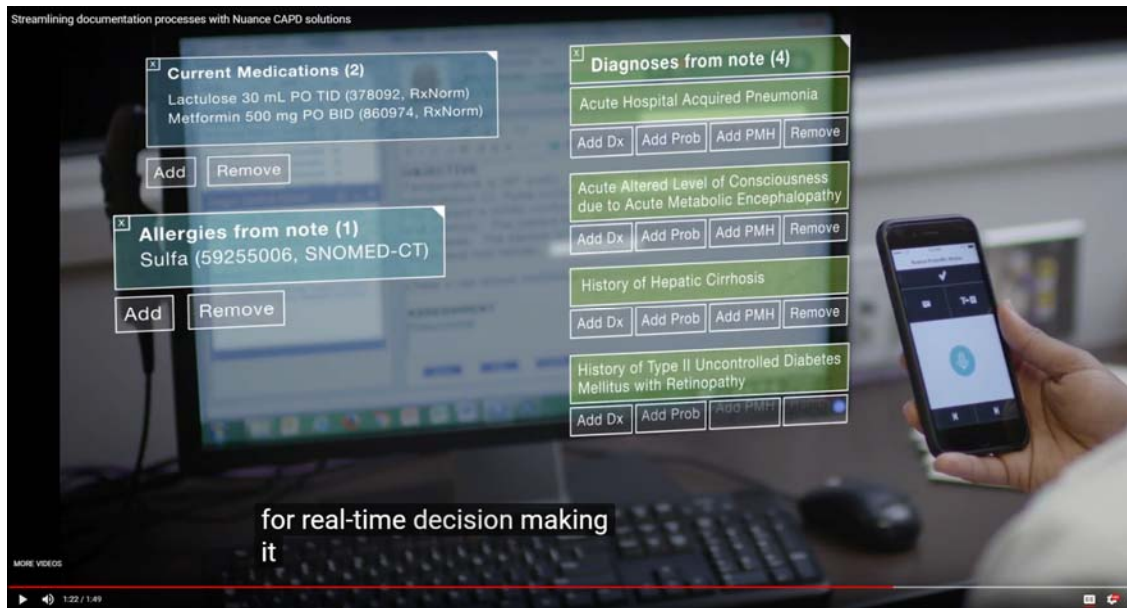 Streamlining documentation processes with Nuance CAPD solutions
x
Current Medications (2)
Lactulose 30 mL PO TID (378092, RxNorm)
Metformin 500 mg PO BID (860974, RxNorm)
Add Remove
x
Allergies from note (1)
Sulfa (59255006, SNOMED-CT)
Add Remove
x
Diagnoses from note (4)
Acute Hospital Acquired Pneumonia
Add Dx Add Prob Add PMH Remove
Acute Altered Level of Consciousness
due to Acute Metabolic Encephalopathy
Add Dx Add Prob Add PMH Remove
History of Hepatic Cirrhosis
Add Dx Add Prob Add PMH Remove
History of Type II Uncontrolled Diabetes
Mellitus with Retinopathy
Add Dx Add Prob Add PMH
OBJECTIVE
ASSESSMENT
for real-time decision making
it
MORE VIDEOS
1:22 / 1:49